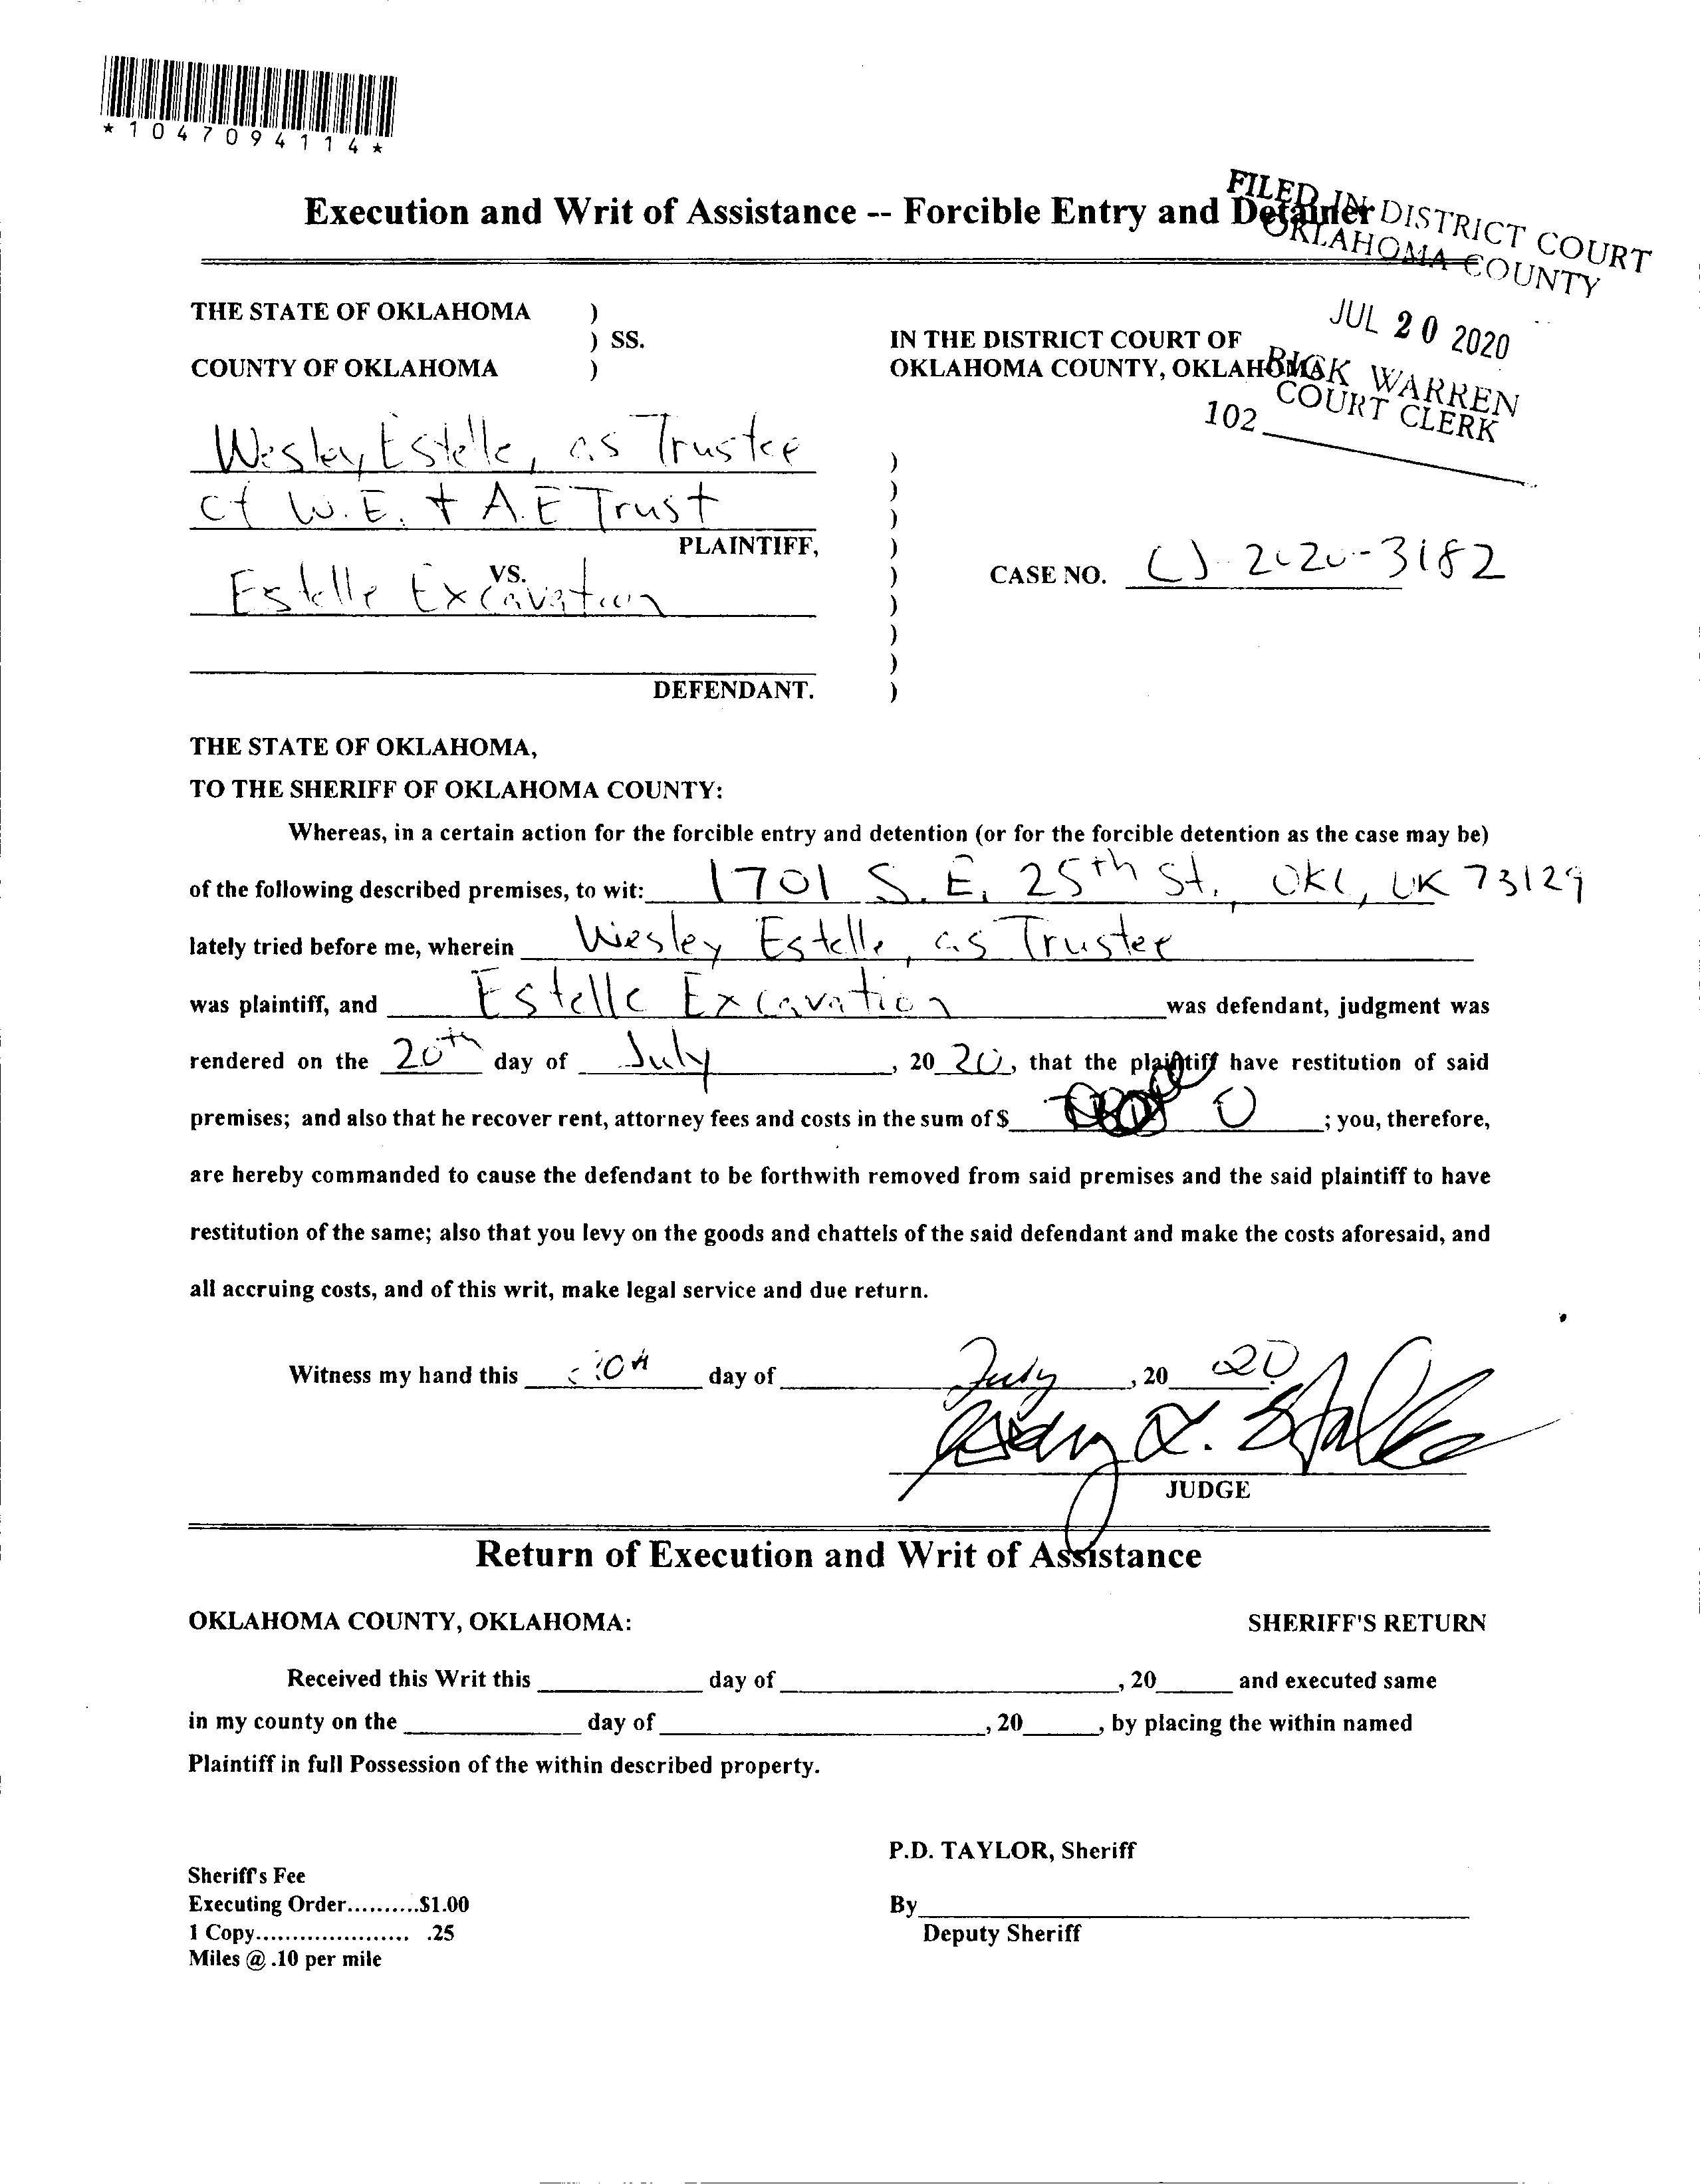 *1047094114*
Execution and Writ of Assistance -- Forcible Entry and Detainer
FILED IN DISTRICT COURT
OKLAHOMA COUNTY
THE STATE OF OKLAHOMA )
) SS.
COUNTY OF OKLAHOMA )
IN THE DISTRICT COURT OF
OKLAHOMA COUNTY, OKLAHOMA
JUL 20 2020
RICK WARREN
COURT CLERK
102
Wesley Estelle, as Trustee )
of W.E. + A.E Trust )
PLAINTIFF, )
VS. )
Estelle Excavation )
CASE NO. CJ-2020-3182
DEFENDANT. )
THE STATE OF OKLAHOMA,
TO THE SHERIFF OF OKLAHOMA COUNTY:
Whereas, in a certain action for the forcible entry and detention (or for the forcible detention as the case may be)
of the following described premises, to wit: 1701 S.E. 25th St., OKC, OK 73129
lately tried before me, wherein Wesley Estelle, as Trustee
was plaintiff, and Estelle Excavation was defendant, judgment was
rendered on the 20th day of July, 20 20, that the plaintiff have restitution of said
premises; and also that he recover rent, attorney fees and costs in the sum of $ 0; you, therefore,
are hereby commanded to cause the defendant to be forthwith removed from said premises and the said plaintiff to have
restitution of the same; also that you levy on the goods and chattels of the said defendant and make the costs aforesaid, and
all accruing costs, and of this writ, make legal service and due return.
Witness my hand this 20th day of July, 20 20
JUDGE
Return of Execution and Writ of Assistance
OKLAHOMA COUNTY, OKLAHOMA: SHERIFF'S RETURN
Received this Writ this day of , 20 and executed same
in my county on the day of , 20 , by placing the within named
Plaintiff in full Possession of the within described property.
P.D. TAYLOR, Sheriff
Sheriff's Fee
Executing Order..........$1.00
By
1 Copy..................... .25
Deputy Sheriff
Miles @ .10 per mile